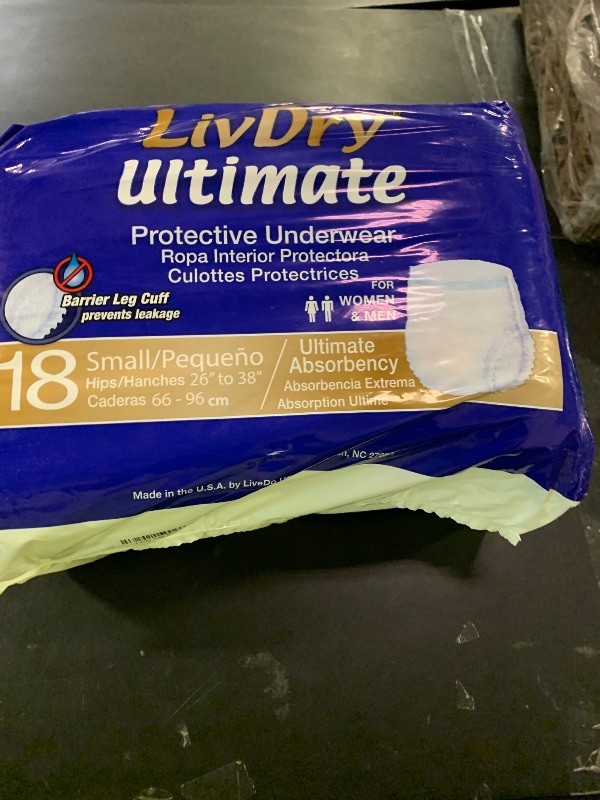 LivDry
Ultimate
Protective Underwear
Ropa Interior Protectora
Culottes Protectrices
FOR
WOMEN
& MEN
Barrier Leg Cuff
prevents leakage
18
Small/Pequeño
Hips/Hanches 26" to 38"
Caderas 66 - 96 cm
Ultimate
Absorbency
Absorbencia Extrema
Absorption Ultime
Made in the U.S.A. by LiveDo
NC